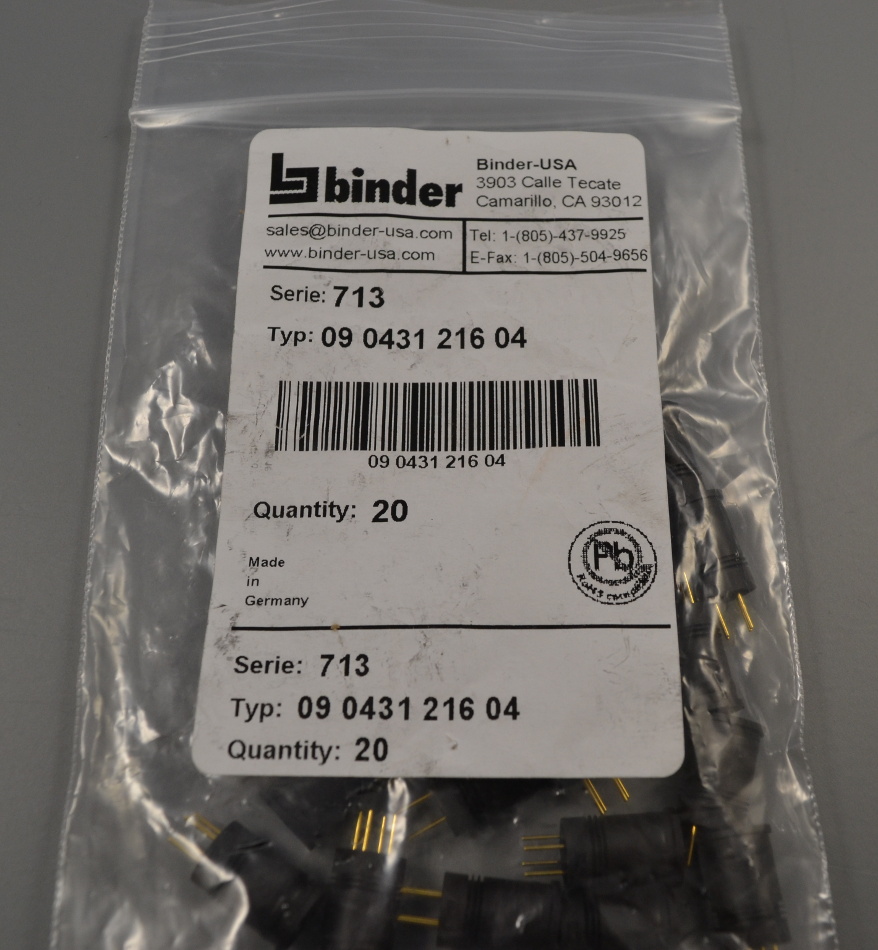 binder
Binder-USA
3903 Calle Tecate
Camarillo, CA 93012
sales@binder-usa.com
www.binder-usa.com
Tel: 1-(805)-437-9925
E-Fax: 1-(805)-504-9656
Serie: 713
Typ: 09 0431 216 04
09 0431 216 04
Quantity: 20
Made
in
Germany
Pb
RoHS compliant
Serie: 713
Typ: 09 0431 216 04
Quantity: 20